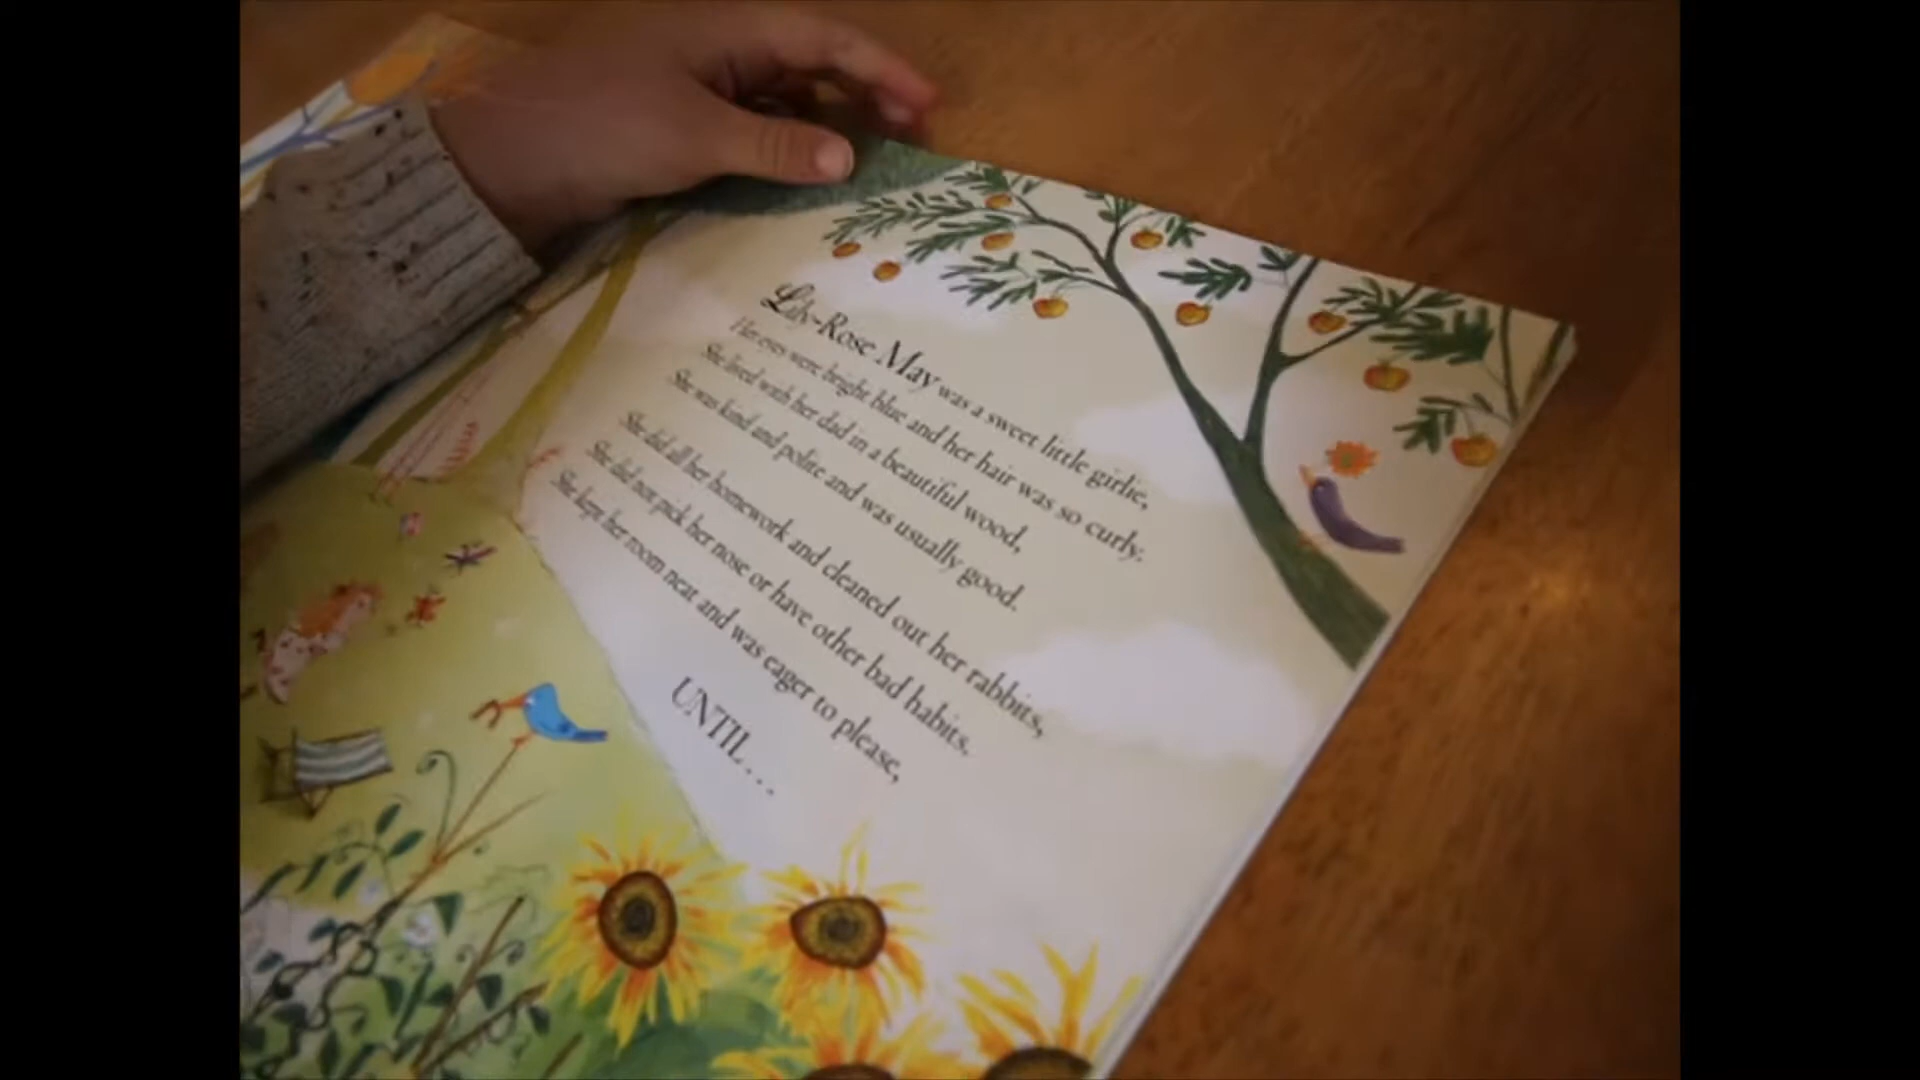 Lily-Rose May was a sweet little girlie,
Her eyes were bright blue and her hair was so curly.
She lived with her dad in a beautiful wood,
She was kind and polite and was usually good.
She did all her homework and cleaned out her rabbits,
She did not pick her nose or have other bad habits.
She kept her room neat and was eager to please,
UNTIL...